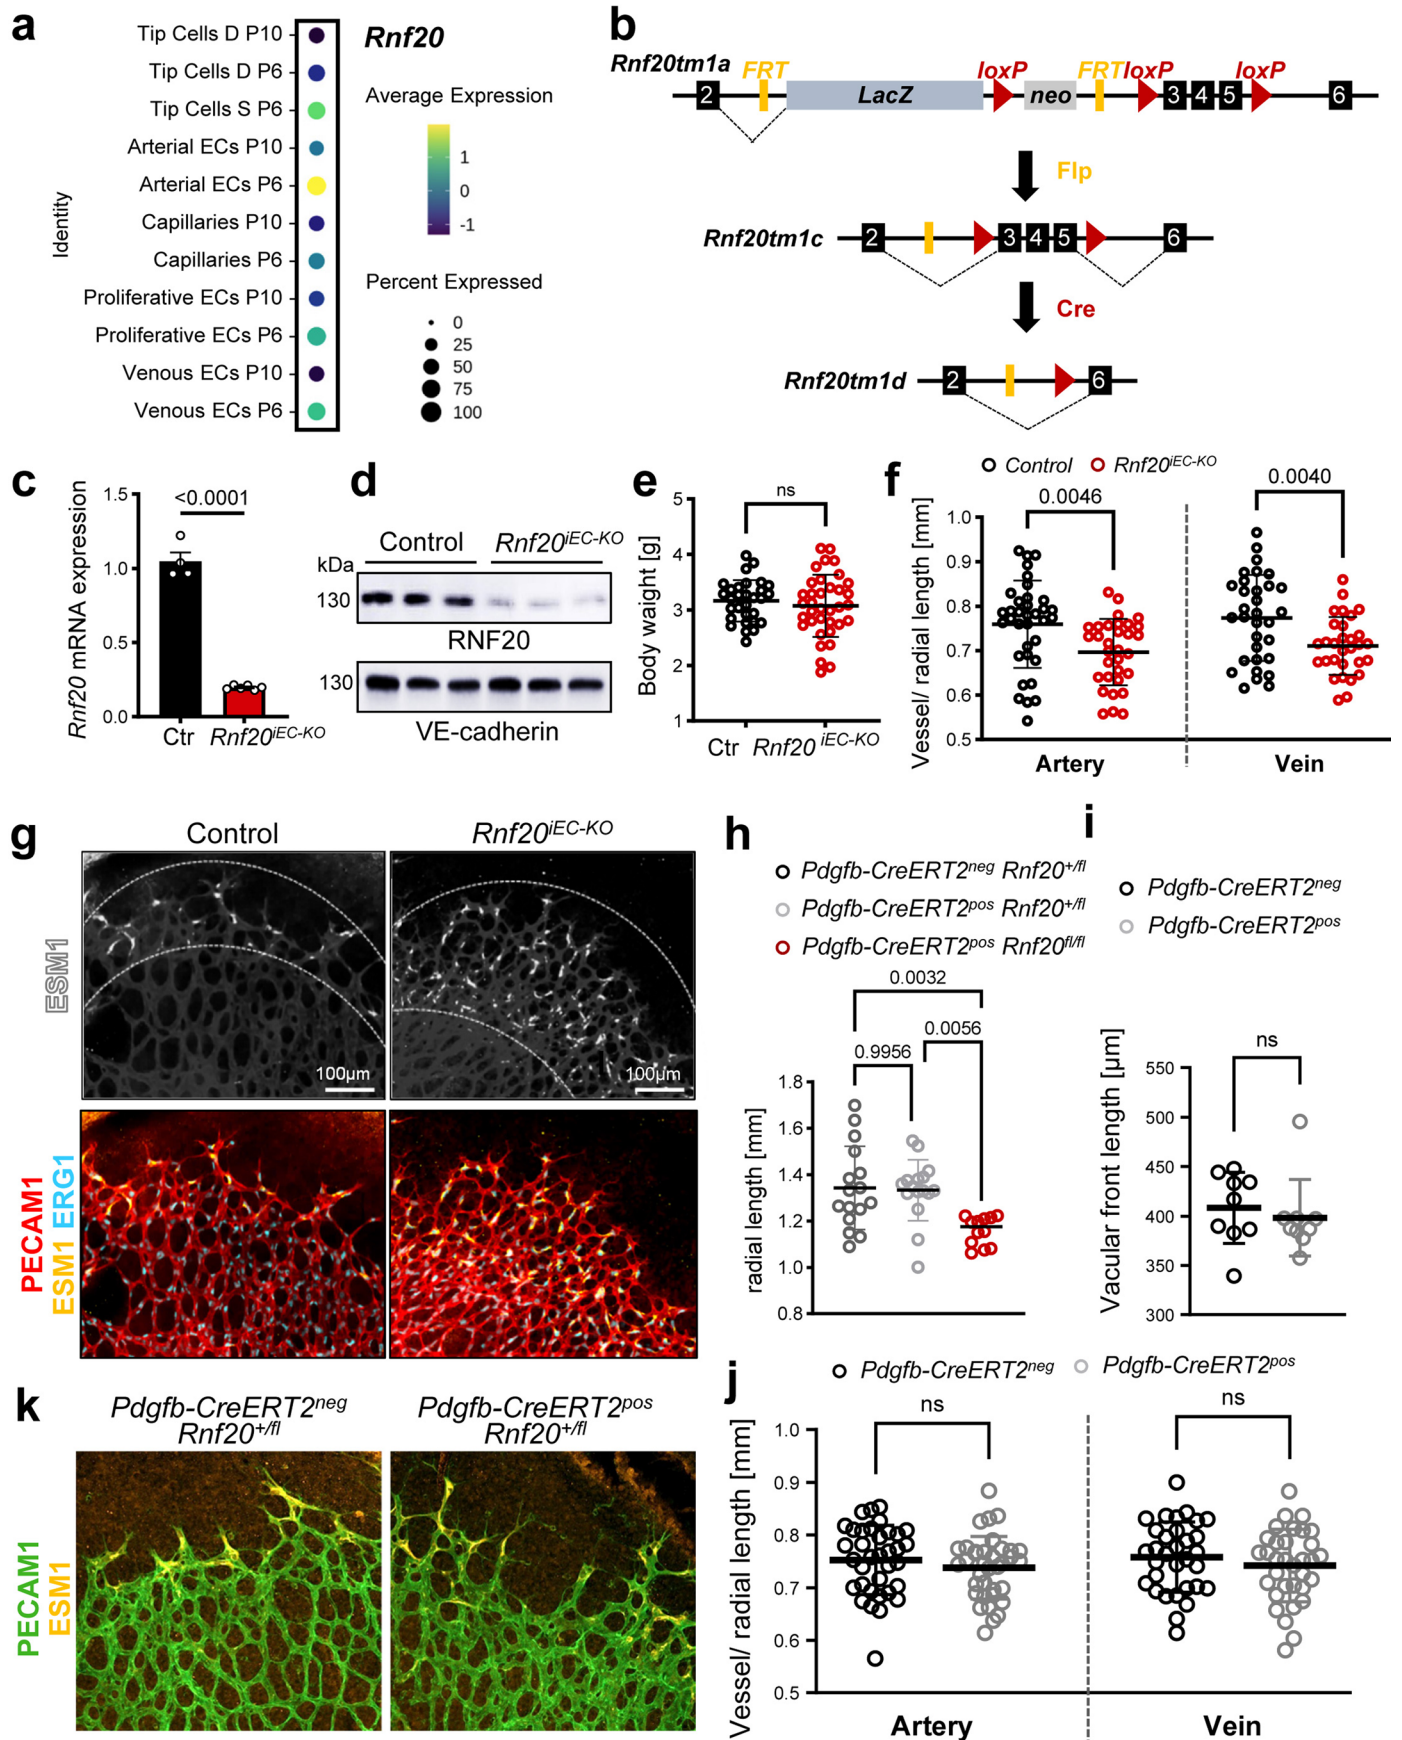 a
Rnf20
Identity
Tip Cells D P10
Tip Cells D P6
Tip Cells S P6
Arterial ECs P10
Arterial ECs P6
Capillaries P10
Capillaries P6
Proliferative ECs P10
Proliferative ECs P6
Venous ECs P10
Venous ECs P6
Average Expression
1
0
-1
Percent Expressed
0
25
50
75
100
b
Rnf20tm1a
FRT loxP FRT loxP loxP
2 LacZ neo 3 4 5 6
Flp
Rnf20tm1c
2 3 4 5 6
Cre
Rnf20tm1d
2 6
c
Rnf20 mRNA expression
1.5
1.0
0.5
0.0
<0.0001
Ctr Rnf20iEC-KO
d
Control Rnf20iEC-KO
kDa
130
RNF20
130
VE-cadherin
e
Body waight [g]
5
4
3
2
1
ns
Ctr Rnf20 iEC-KO
f
Control Rnf20iEC-KO
Vessel/ radial length [mm]
1.0
0.9
0.8
0.7
0.6
0.5
0.0046
0.0040
Artery Vein
g
Control Rnf20iEC-KO
ESM1
100µm 100µm
PECAM1
ESM1 ERG1
h
Pdgfb-CreERT2neg Rnf20+/fl
Pdgfb-CreERT2pos Rnf20+/fl
Pdgfb-CreERT2pos Rnf20fl/fl
0.0032
0.0056
0.9956
radial length [mm]
1.8
1.6
1.4
1.2
1.0
0.8
i
Pdgfb-CreERT2neg
Pdgfb-CreERT2pos
Vacular front length [µm]
ns
550
500
450
400
350
300
k
Pdgfb-CreERT2neg
Rnf20+/fl
Pdgfb-CreERT2pos
Rnf20+/fl
PECAM1
ESM1
j
Pdgfb-CreERT2neg Pdgfb-CreERT2pos
Vessel/ radial length [mm]
ns
ns
1.0
0.9
0.8
0.7
0.6
0.5
Artery Vein